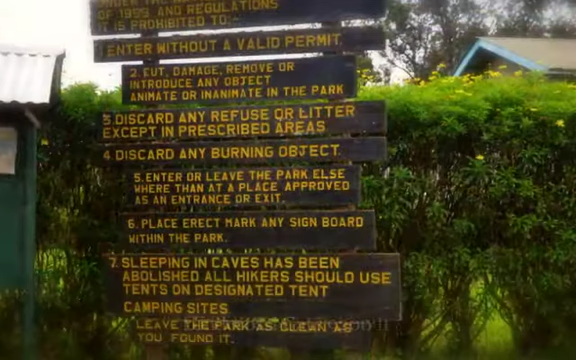 OF 1999 AND REGULATIONS
IT IS PROHIBITED TO:-
ENTER WITHOUT A VALID PERMIT.
2. CUT, DAMAGE, REMOVE OR
INTRODUCE ANY OBJECT
ANIMATE OR INANIMATE IN THE PARK
3. DISCARD ANY REFUSE OR LITTER
EXCEPT IN PRESCRIBED AREAS
4 DISCARD ANY BURNING OBJECT.
5. ENTER OR LEAVE THE PARK ELSE
WHERE THAN AT A PLACE APPROVED
AS AN ENTRANCE OR EXIT.
6. PLACE ERECT MARK ANY SIGN BOARD
WITHIN THE PARK.
7. SLEEPING IN CAVES HAS BEEN
ABOLISHED ALL HIKERS SHOULD USE
TENTS ON DESIGNATED TENT
CAMPING SITES
LEAVE THE PARK AS CLEAN AS
YOU FOUND IT.